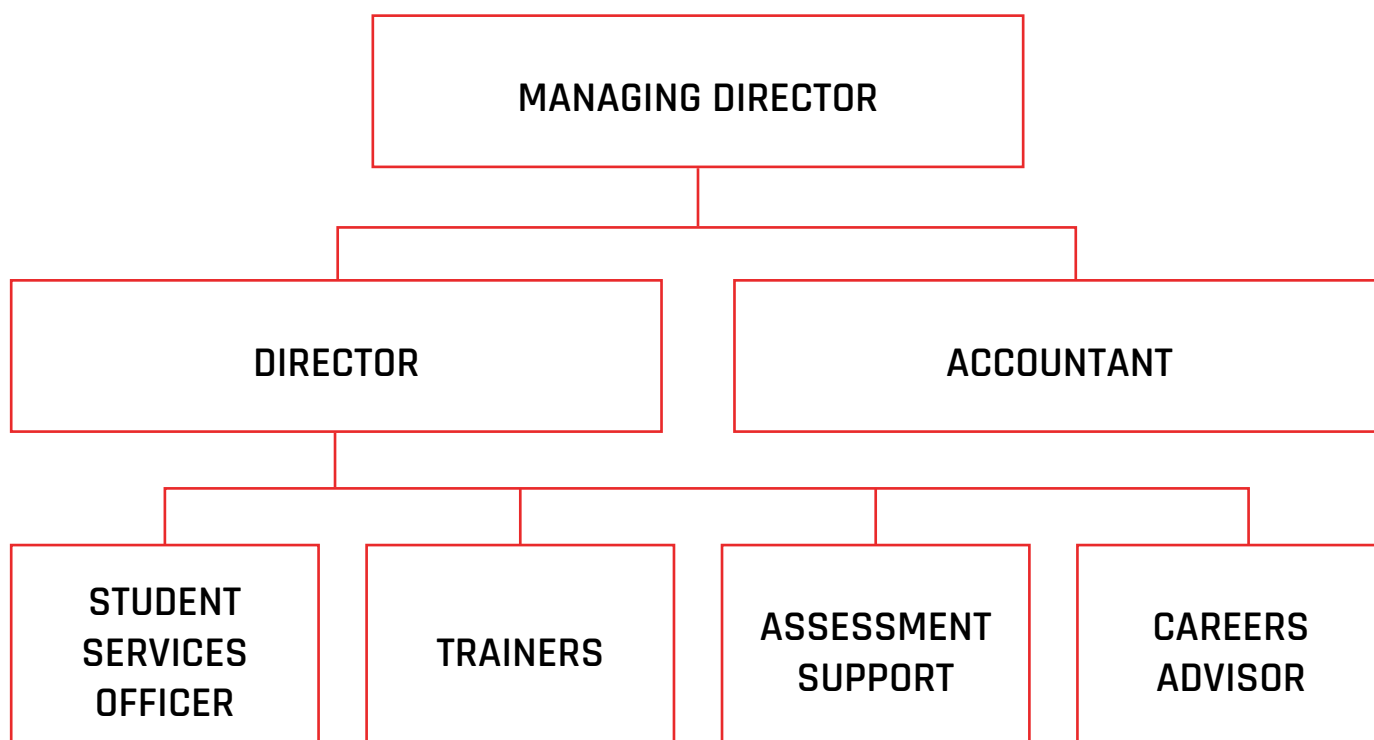 MANAGING DIRECTOR
DIRECTOR
ACCOUNTANT
STUDENT
SERVICES
OFFICER
TRAINERS
ASSESSMENT
SUPPORT
CAREERS
ADVISOR